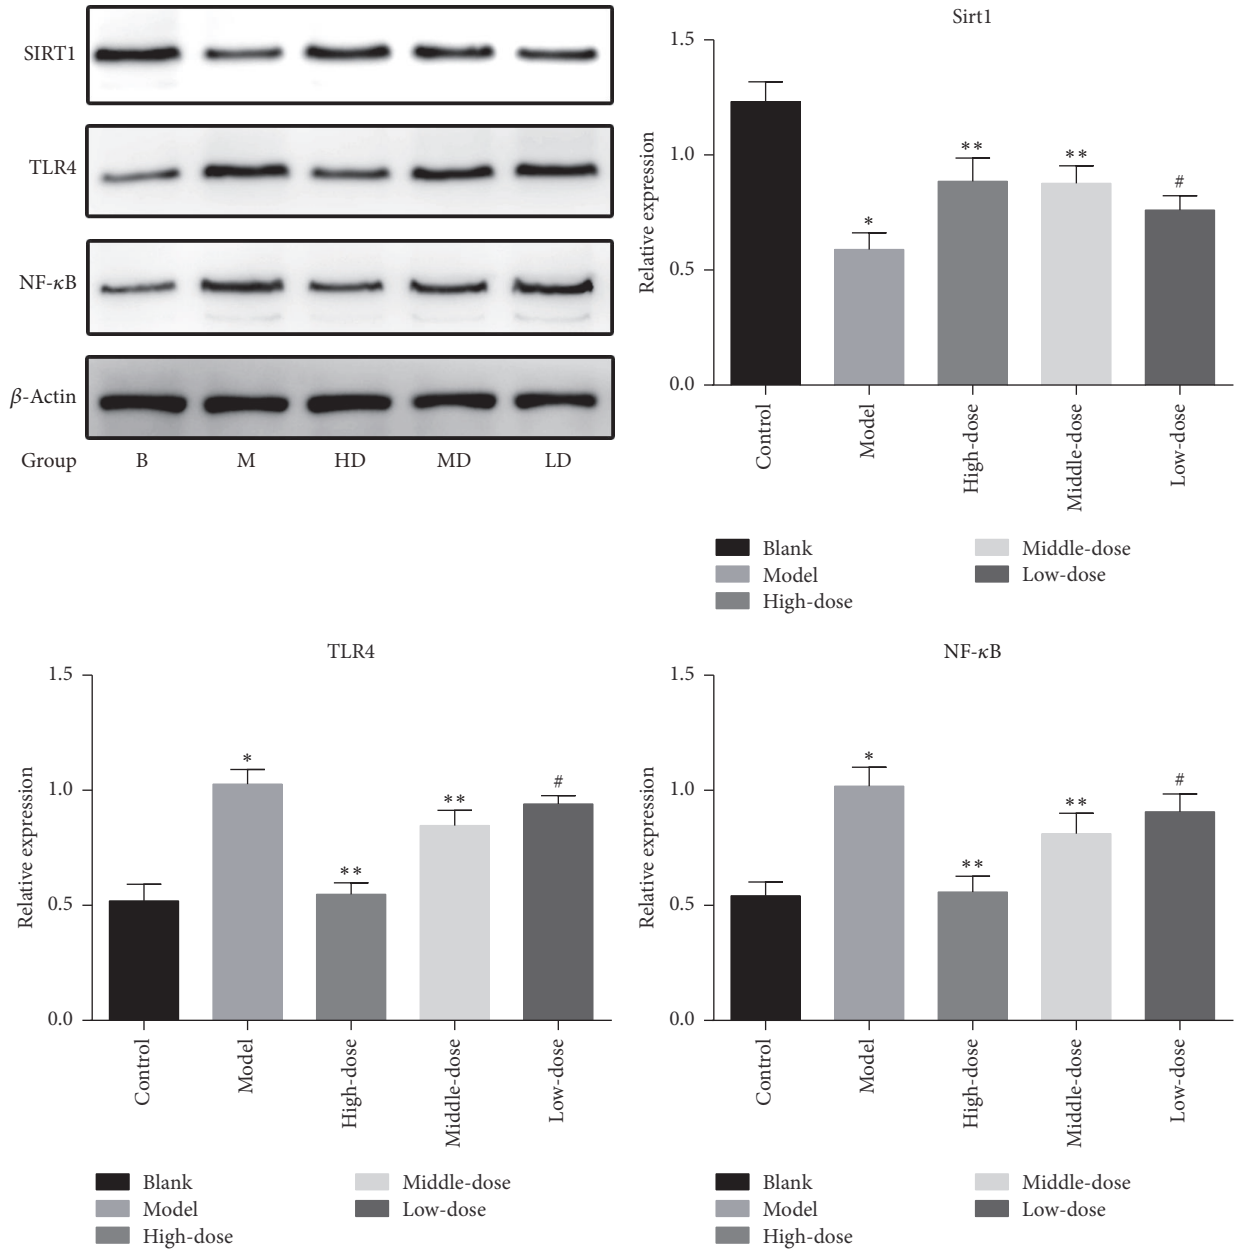 SIRT1
TLR4
NF-κB
β-Actin
Group B M HD MD LD
Sirt1
Relative expression
1.5
1.0
0.5
0.0
*
**
**
#
Control
Model
High-dose
Middle-dose
Low-dose
Blank
Model
High-dose
Middle-dose
Low-dose
TLR4
Relative expression
1.5
1.0
0.5
0.0
*
**
**
#
Control
Model
High-dose
Middle-dose
Low-dose
Blank
Model
High-dose
Middle-dose
Low-dose
NF-κB
Relative expression
1.5
1.0
0.5
0.0
*
**
**
#
Control
Model
High-dose
Middle-dose
Low-dose
Blank
Model
High-dose
Middle-dose
Low-dose